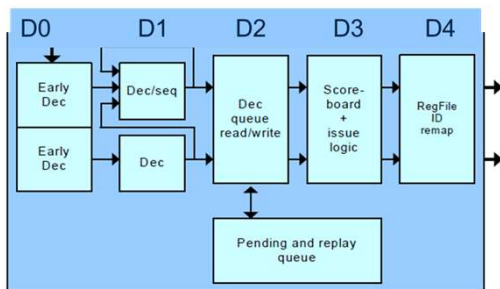 D0 D1 D2 D3 D4
Early
Dec
Early
Dec
Dec/seq
Dec
Dec
queue
read/write
Score-
board
+
issue
logic
RegFile
ID
remap
Pending and replay
queue